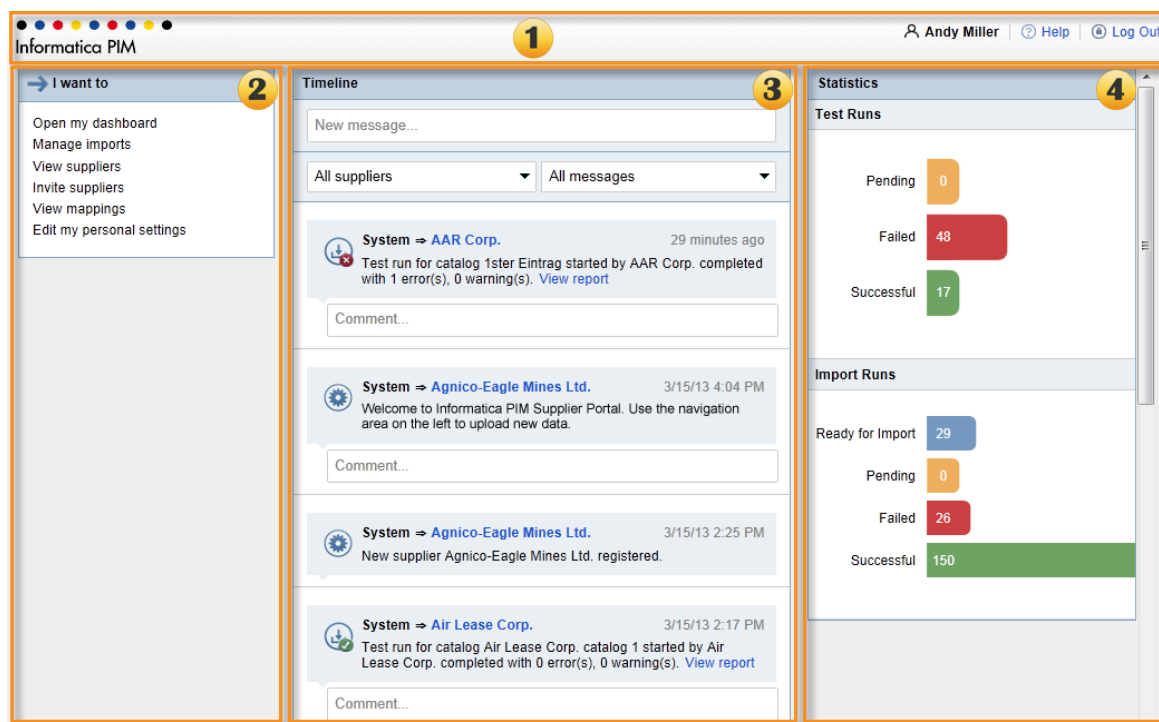 Informatica PIM
1
Andy Miller
Help
Log Out
I want to
2
Open my dashboard
Manage imports
View suppliers
Invite suppliers
View mappings
Edit my personal settings
Timeline
3
New message...
All suppliers
All messages
System ⇒ AAR Corp.
29 minutes ago
Test run for catalog 1ster Eintrag started by AAR Corp. completed
with 1 error(s), 0 warning(s). View report
Comment...
System ⇒ Agnico-Eagle Mines Ltd.
3/15/13 4:04 PM
Welcome to Informatica PIM Supplier Portal. Use the navigation
area on the left to upload new data.
Comment...
System ⇒ Agnico-Eagle Mines Ltd.
3/15/13 2:25 PM
New supplier Agnico-Eagle Mines Ltd. registered.
System ⇒ Air Lease Corp.
3/15/13 2:17 PM
Test run for catalog Air Lease Corp. catalog 1 started by Air
Lease Corp. completed with 0 error(s), 0 warning(s). View report
Comment...
Statistics
4
Test Runs
Pending 0
Failed 48
Successful 17
Import Runs
Ready for Import 29
Pending 0
Failed 26
Successful 150